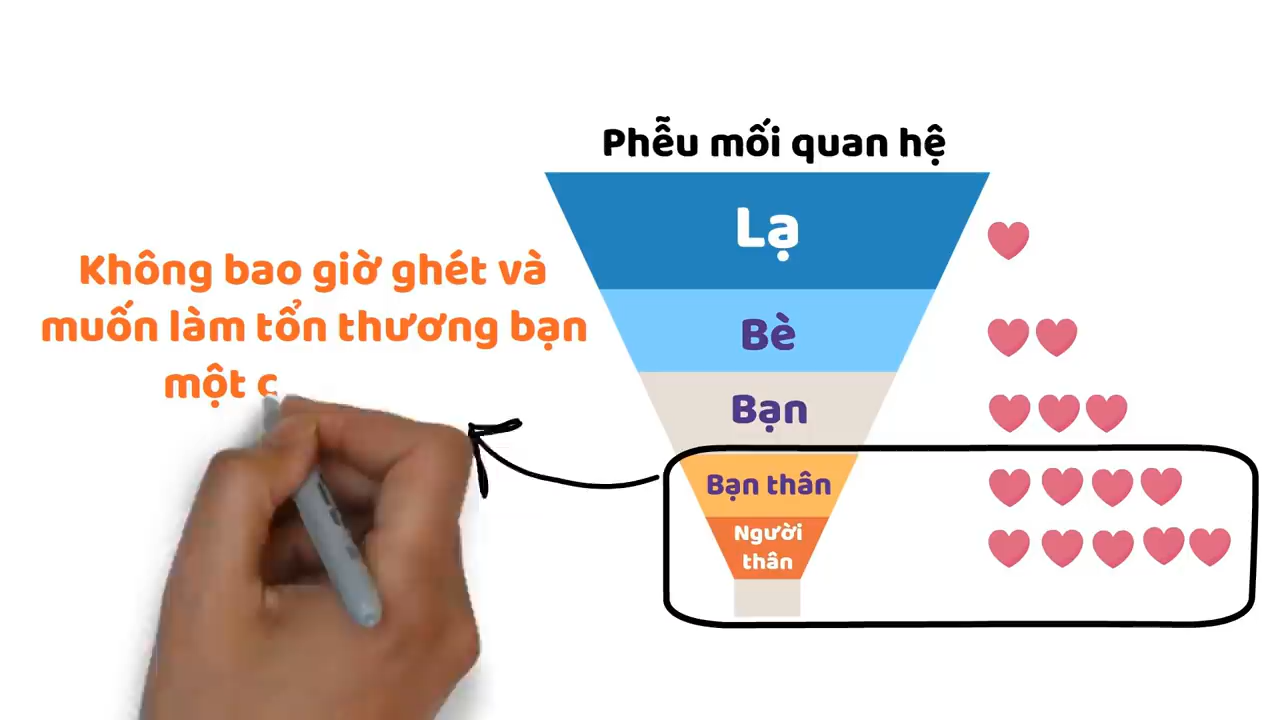 Phễu mối quan hệ
Lạ
Bè
Bạn
Bạn thân
Người
thân
Không bao giờ ghét và
muốn làm tổn thương bạn
một c